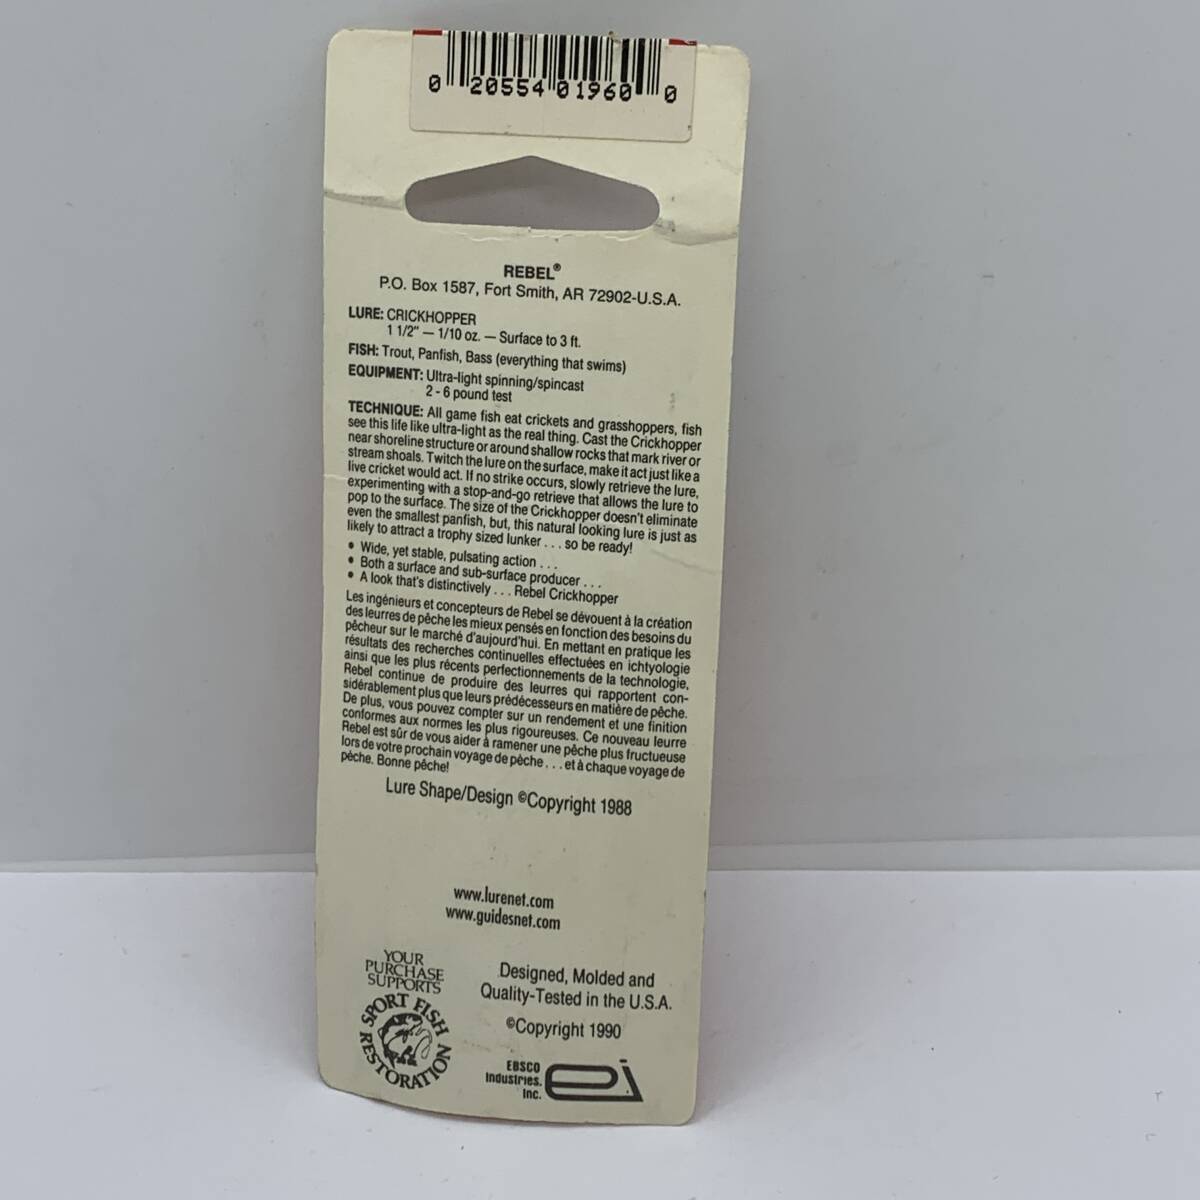 0 20554 01960 0
REBEL®
P.O. Box 1587, Fort Smith, AR 72902-U.S.A.
LURE: CRICKHOPPER
1 1/2" — 1/10 oz. — Surface to 3 ft.
FISH: Trout, Panfish, Bass (everything that swims)
EQUIPMENT: Ultra-light spinning/spincast
2 - 6 pound test
TECHNIQUE: All game fish eat crickets and grasshoppers, fish
see this life like ultra-light as the real thing. Cast the Crickhopper
near shoreline structure or around shallow rocks that mark river or
stream shoals. Twitch the lure on the surface, make it act just like a
live cricket would act. If no strike occurs, slowly retrieve the lure,
experimenting with a stop-and-go retrieve that allows the lure to
pop to the surface. The size of the Crickhopper doesn't eliminate
even the smallest panfish, but, this natural looking lure is just as
likely to attract a trophy sized lunker . . . so be ready!
• Wide, yet stable, pulsating action . . .
• Both a surface and sub-surface producer . . .
• A look that's distinctively . . . Rebel Crickhopper
Les ingénieurs et concepteurs de Rebel se dévouent à la création
des leurres de pêche les mieux pensés en fonction des besoins du
pêcheur sur le marché d'aujourd'hui. En mettant en pratique les
résultats des recherches continuelles effectuées en ichtyologie
ainsi que les plus récents perfectionnements de la technologie,
Rebel continue de produire des leurres qui rapportent con-
sidérablement plus que leurs prédécesseurs en matière de pêche.
De plus, vous pouvez compter sur un rendement et une finition
conformes aux normes les plus rigoureuses. Ce nouveau leurre
Rebel est sûr de vous aider à ramener une pêche plus fructueuse
lors de votre prochain voyage de pèche . . . et à chaque voyage de
pêche. Bonne pêche!
Lure Shape/Design ©Copyright 1988
www.lurenet.com
www.guidesnet.com
YOUR
PURCHASE
SUPPORTS
SPORT FISH
RESTORATION
Designed, Molded and
Quality-Tested in the U.S.A.
©Copyright 1990
EBSCO
Industries,
Inc.
ei